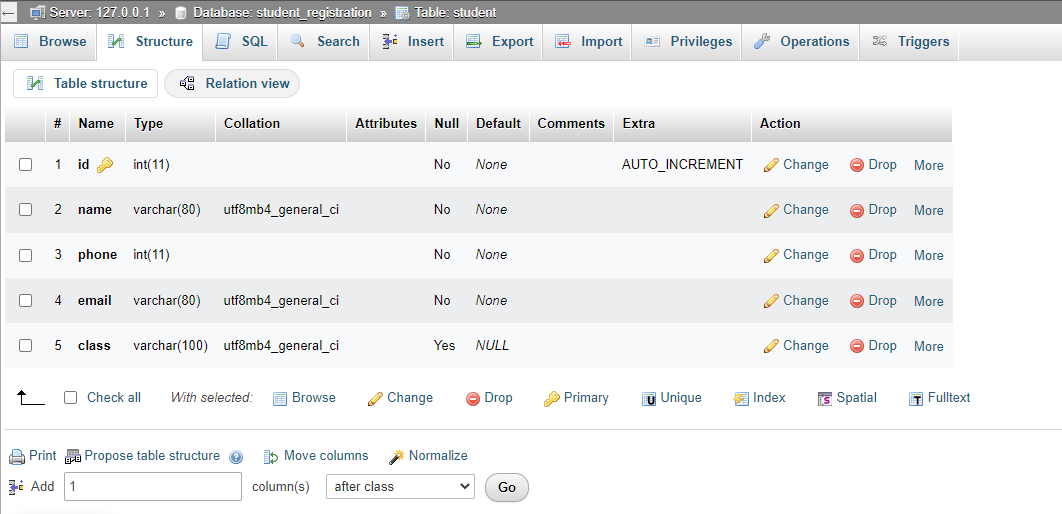 Server: 127.0.0.1 » Database: student_registration » Table: student
Browse Structure SQL Search Insert Export Import Privileges Operations Triggers
Table structure Relation view
# Name Type Collation Attributes Null Default Comments Extra Action
1 id int(11) No None AUTO_INCREMENT Change Drop More
2 name varchar(80) utf8mb4_general_ci No None Change Drop More
3 phone int(11) No None Change Drop More
4 email varchar(80) utf8mb4_general_ci No None Change Drop More
5 class varchar(100) utf8mb4_general_ci Yes NULL Change Drop More
Check all With selected: Browse Change Drop Primary Unique Index Spatial Fulltext
Print Propose table structure Move columns Normalize
Add 1 column(s) after class Go